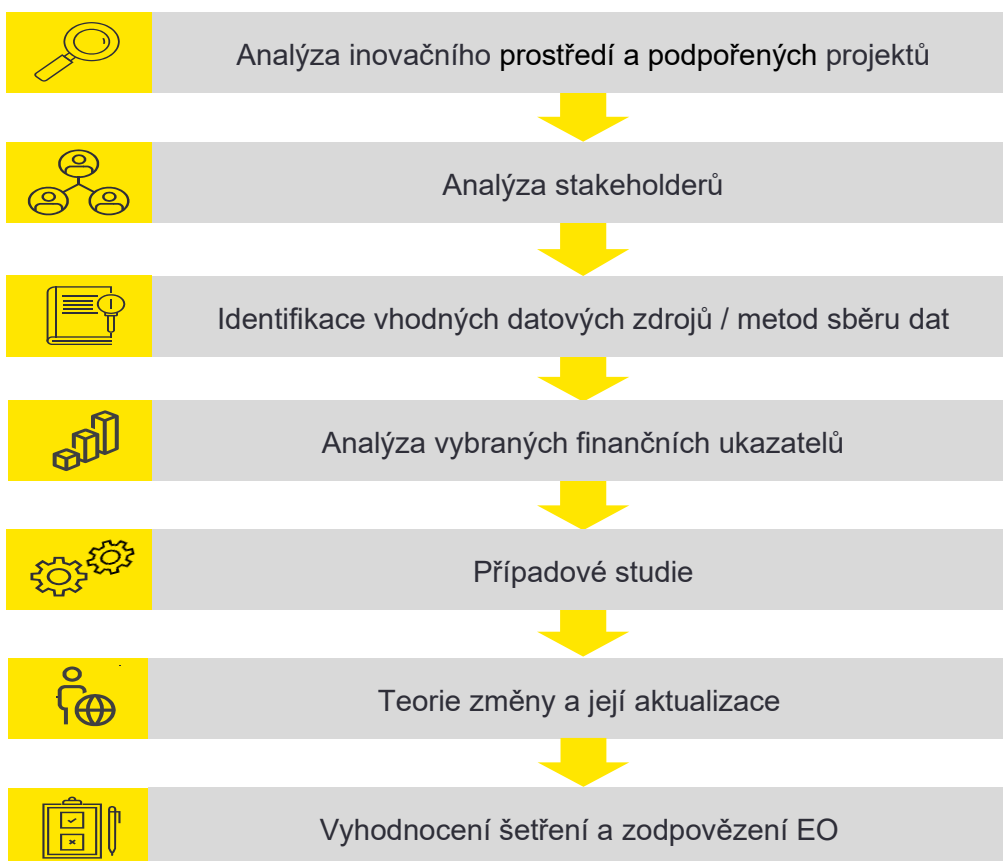 Analýza inovačního prostředí a podpořených projektů
Analýza stakeholderů
Identifikace vhodných datových zdrojů / metod sběru dat
Analýza vybraných finančních ukazatelů
Případové studie
Teorie změny a její aktualizace
Vyhodnocení šetření a zodpovězení EO